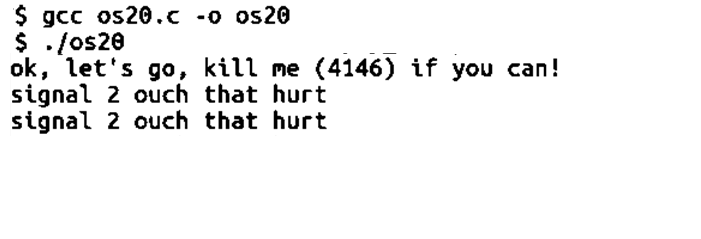 $ gcc os20.c -o os20
$ ./os20
ok, let's go, kill me (4146) if you can!
signal 2 ouch that hurt
signal 2 ouch that hurt